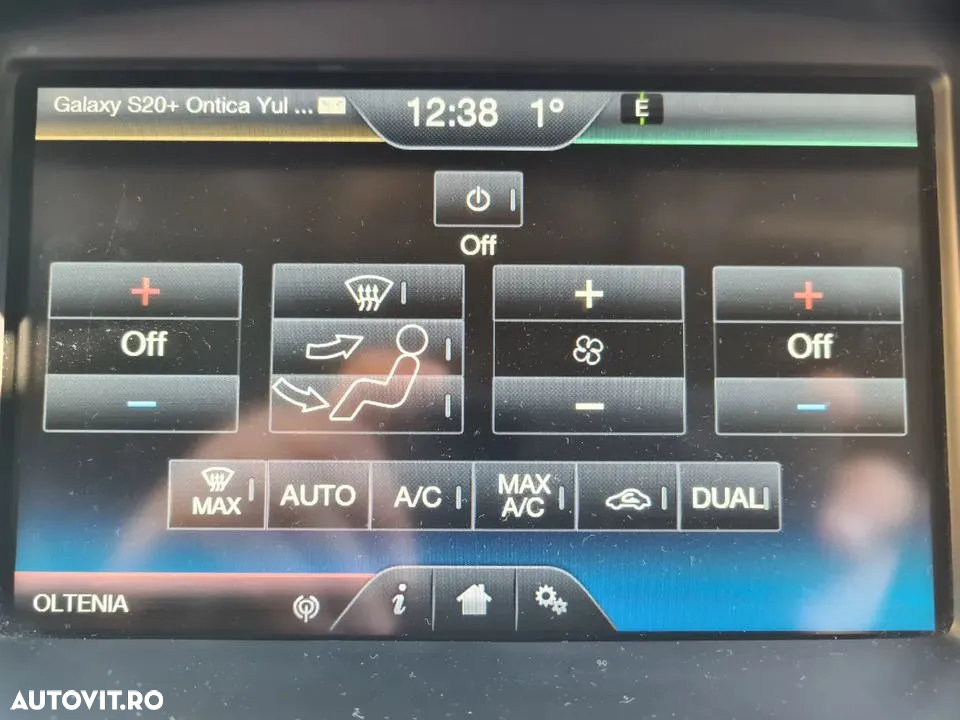 Galaxy S20+ Ontica Yul ...
12:38 1°
E
Off
Off
Off
MAX
AUTO
A/C
MAX
A/C
DUAL
OLTENIA
i
AUTOVIT.RO